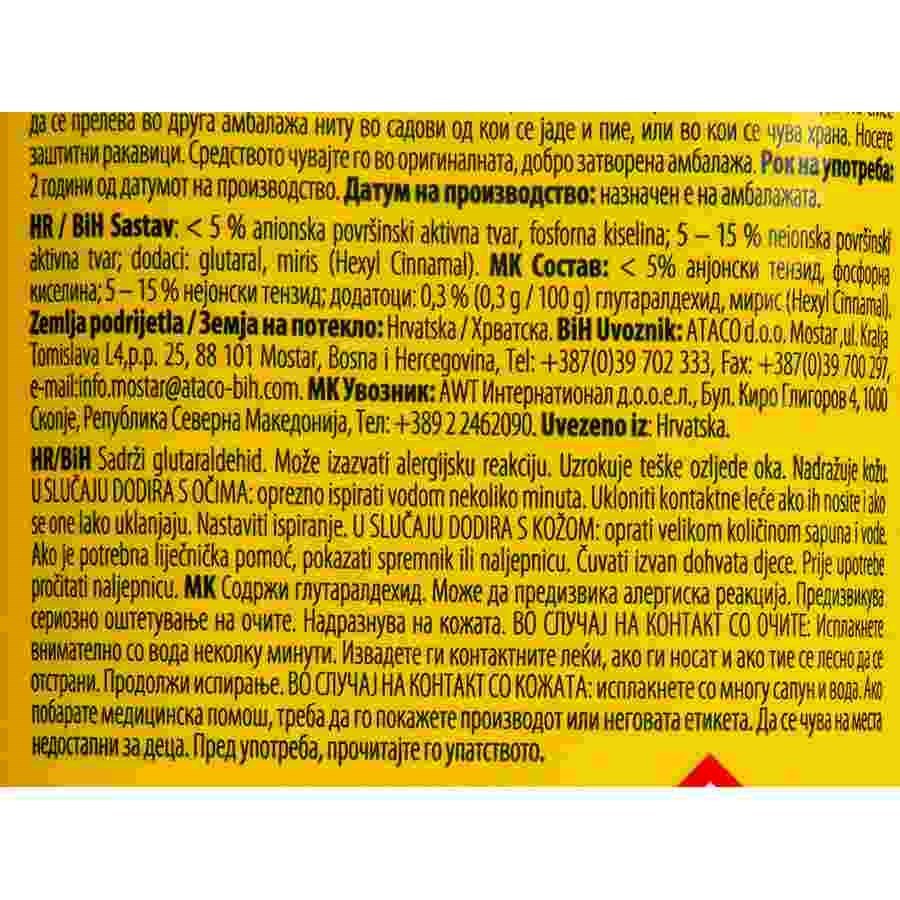 да се прелева во друга амбалажа ниту во садови од кои се јаде и пие, или во кои се чува храна. Носете
заштитни ракавици. Средството чувајте го во оригиналната, добро затворена амбалажа. Рок на употреба:
2 години од датумот на производство. Датум на производство: назначен е на амбалажата.
HR / BiH Sastav: < 5 % anionska površinski aktivna tvar, fosforna kiselina; 5 – 15 % neionska površinski
aktivna tvar; dodaci: glutaral, miris (Hexyl Cinnamal). МК Состав: < 5% анјонски тензид, фосфорна
киселина; 5 – 15 % нејонски тензид; додатоци: 0,3 % (0,3 g / 100 g) глутаралдехид, мирис (Hexyl Cinnamal).
Zemlja podrijetla / Земја на потекло: Hrvatska / Хрватска. BiH Uvoznik: ATACO d.o.o. Mostar, ul. Kralja
Tomislava L4,p.p. 25, 88 101 Mostar, Bosna i Hercegovina, Tel: +387(0)39 702 333, Fax: +387(0)39 700 297,
e-mail:info.mostar@ataco-bih.com. МК Увозник: АWT Интернатионал д.о.о.е.л., Бул. Киро Глигоров 4, 1000
Скопје, Република Северна Македонија, Тел: +389 2 2462090. Uvezeno iz: Hrvatska.
HR/BiH Sadrži glutaraldehid. Može izazvati alergijsku reakciju. Uzrokuje teške ozljede oka. Nadražuje kožu.
U SLUČAJU DODIRA S OČIMA: oprezno ispirati vodom nekoliko minuta. Ukloniti kontaktne leće ako ih nosite i ako
se one lako uklanjaju. Nastaviti ispiranje. U SLUČAJU DODIRA S KOŽOM: oprati velikom količinom sapuna i vode.
Ako je potrebna liječnička pomoć, pokazati spremnik ili naljepnicu. Čuvati izvan dohvata djece. Prije upotrebe
pročitati naljepnicu. МК Содржи глутаралдехид. Може да предизвика алергиска реакција. Предизвикува
сериозно оштетување на очите. Надразнува на кожата. ВО СЛУЧАЈ НА КОНТАКТ СО ОЧИТЕ: Исплакнете
внимателно со вода неколку минути. Извадете ги контактните леќи, ако ги носат и ако тие се лесно да се
отстрани. Продолжи испирање. ВО СЛУЧАЈ НА КОНТАКТ СО КОЖАТА: исплакнете со многу сапун и вода. Ако
побарате медицинска помош, треба да го покажете производот или неговата етикета. Да се чува на места
недостапни за деца. Пред употреба, прочитајте го упатството.